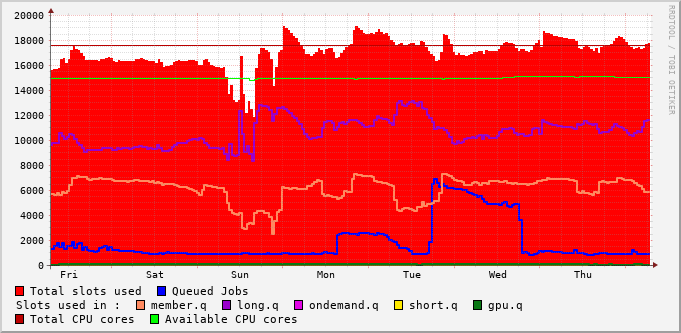 20000
18000
16000
14000
12000
10000
8000
6000
4000
2000
0
Fri Sat Sun Mon Tue Wed Thu
RRDTOOL / TOBI OETIKER
Total slots used Queued Jobs
Slots used in : member.q long.q ondemand.q short.q gpu.q
Total CPU cores Available CPU cores